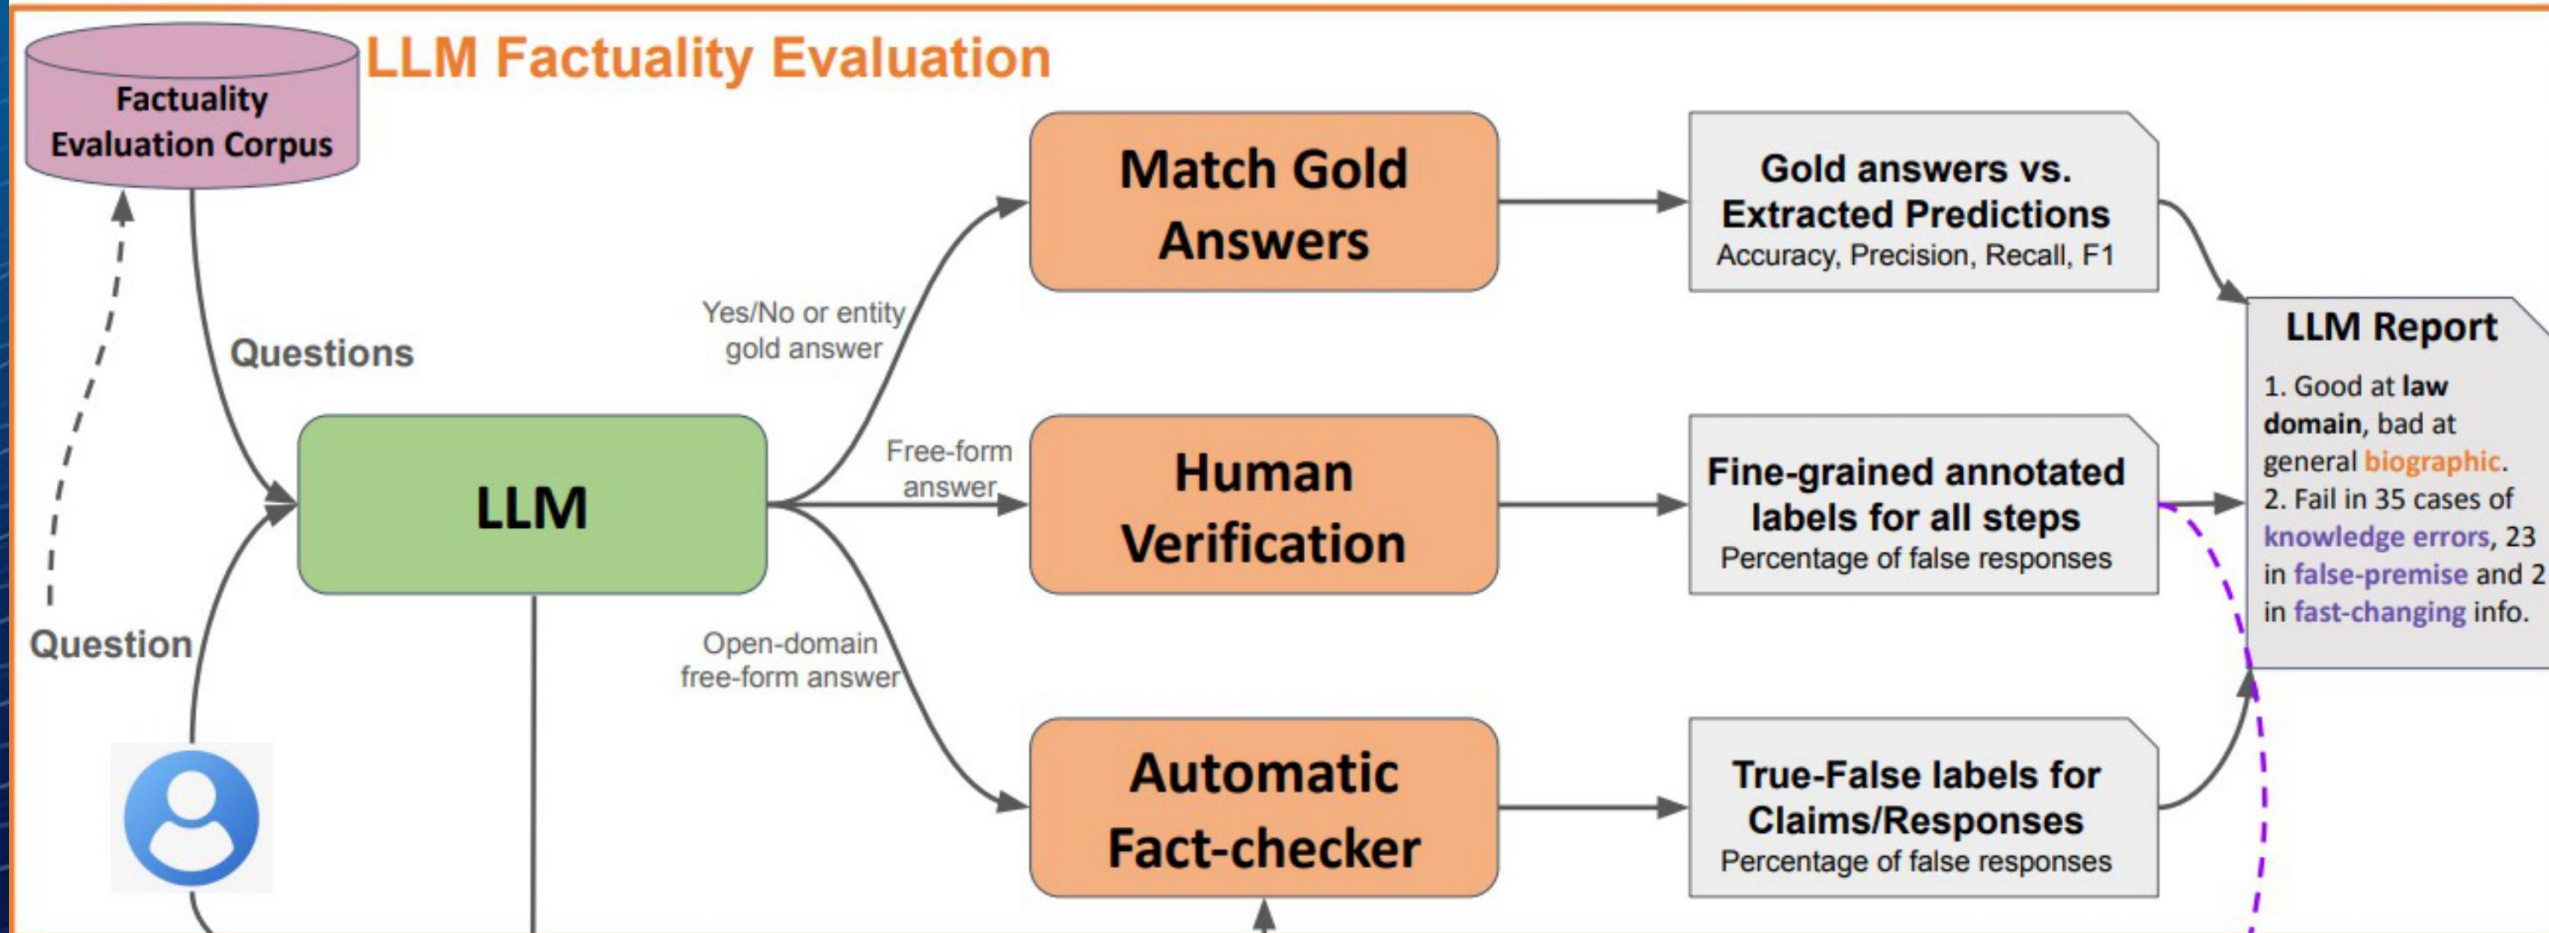 LLM Factuality Evaluation
Factuality
Evaluation Corpus
Questions
Question
LLM
Yes/No or entity
gold answer
Free-form
answer
Open-domain
free-form answer
Match Gold
Answers
Human
Verification
Automatic
Fact-checker
Gold answers vs.
Extracted Predictions
Accuracy, Precision, Recall, F1
Fine-grained annotated
labels for all steps
Percentage of false responses
True-False labels for
Claims/Responses
Percentage of false responses
LLM Report
1. Good at law
domain, bad at
general biographic.
2. Fail in 35 cases of
knowledge errors, 23
in false-premise and 2
in fast-changing info.